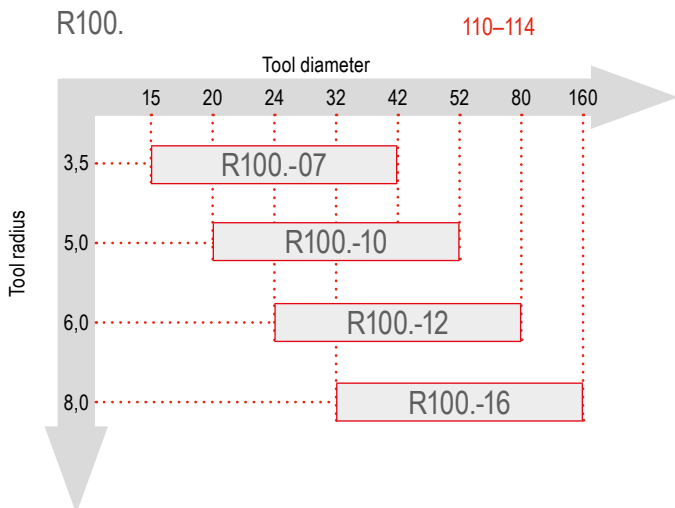 R100. 110–114
Tool diameter
15 20 24 32 42 52 80 160
3,5 R100.-07
Tool radius
5,0 R100.-10
6,0 R100.-12
8,0 R100.-16